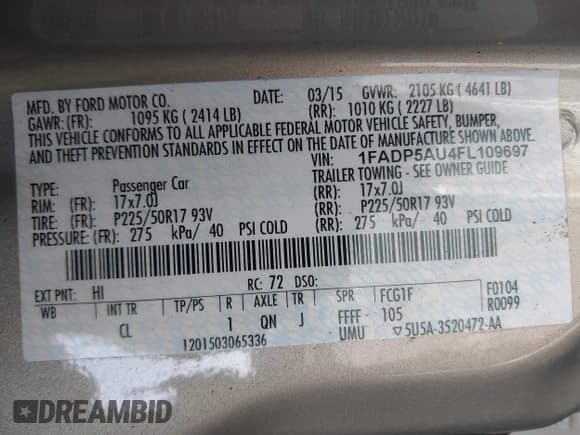 MFD. BY FORD MOTOR CO.
DATE: 03/15 GVWR: 2105 KG ( 4641 LB)
GAWR:(FR): 1095 KG ( 2414 LB) (RR): 1010 KG ( 2227 LB)
THIS VEHICLE CONFORMS TO ALL APPLICABLE FEDERAL MOTOR VEHICLE SAFETY, BUMPER,
AND THEFT PREVENTION STANDARDS IN EFFECT ON THE DATE OF MANUFACTURE SHOWN ABOVE.
VIN: 1FADP5AU4FL109697
TYPE: Passenger Car TRAILER TOWING - SEE OWNER GUIDE
RIM: (FR): 17x7.0J (RR): 17x7.0J
TIRE: (FR): P225/50R17 93V (RR): P225/50R17 93V
PRESSURE: (FR): 275 kPa/ 40 PSI COLD (RR): 275 kPa/ 40 PSI COLD
EXT PNT: HI RC: 72 DSO: F0104
WB INT TR TP/PS R AXLE TR SPR FCG1F R0099
CL 1 QN J FFFF 105
1201503065336 UMU ▽5U5A-3520472-AA
DREAMBID